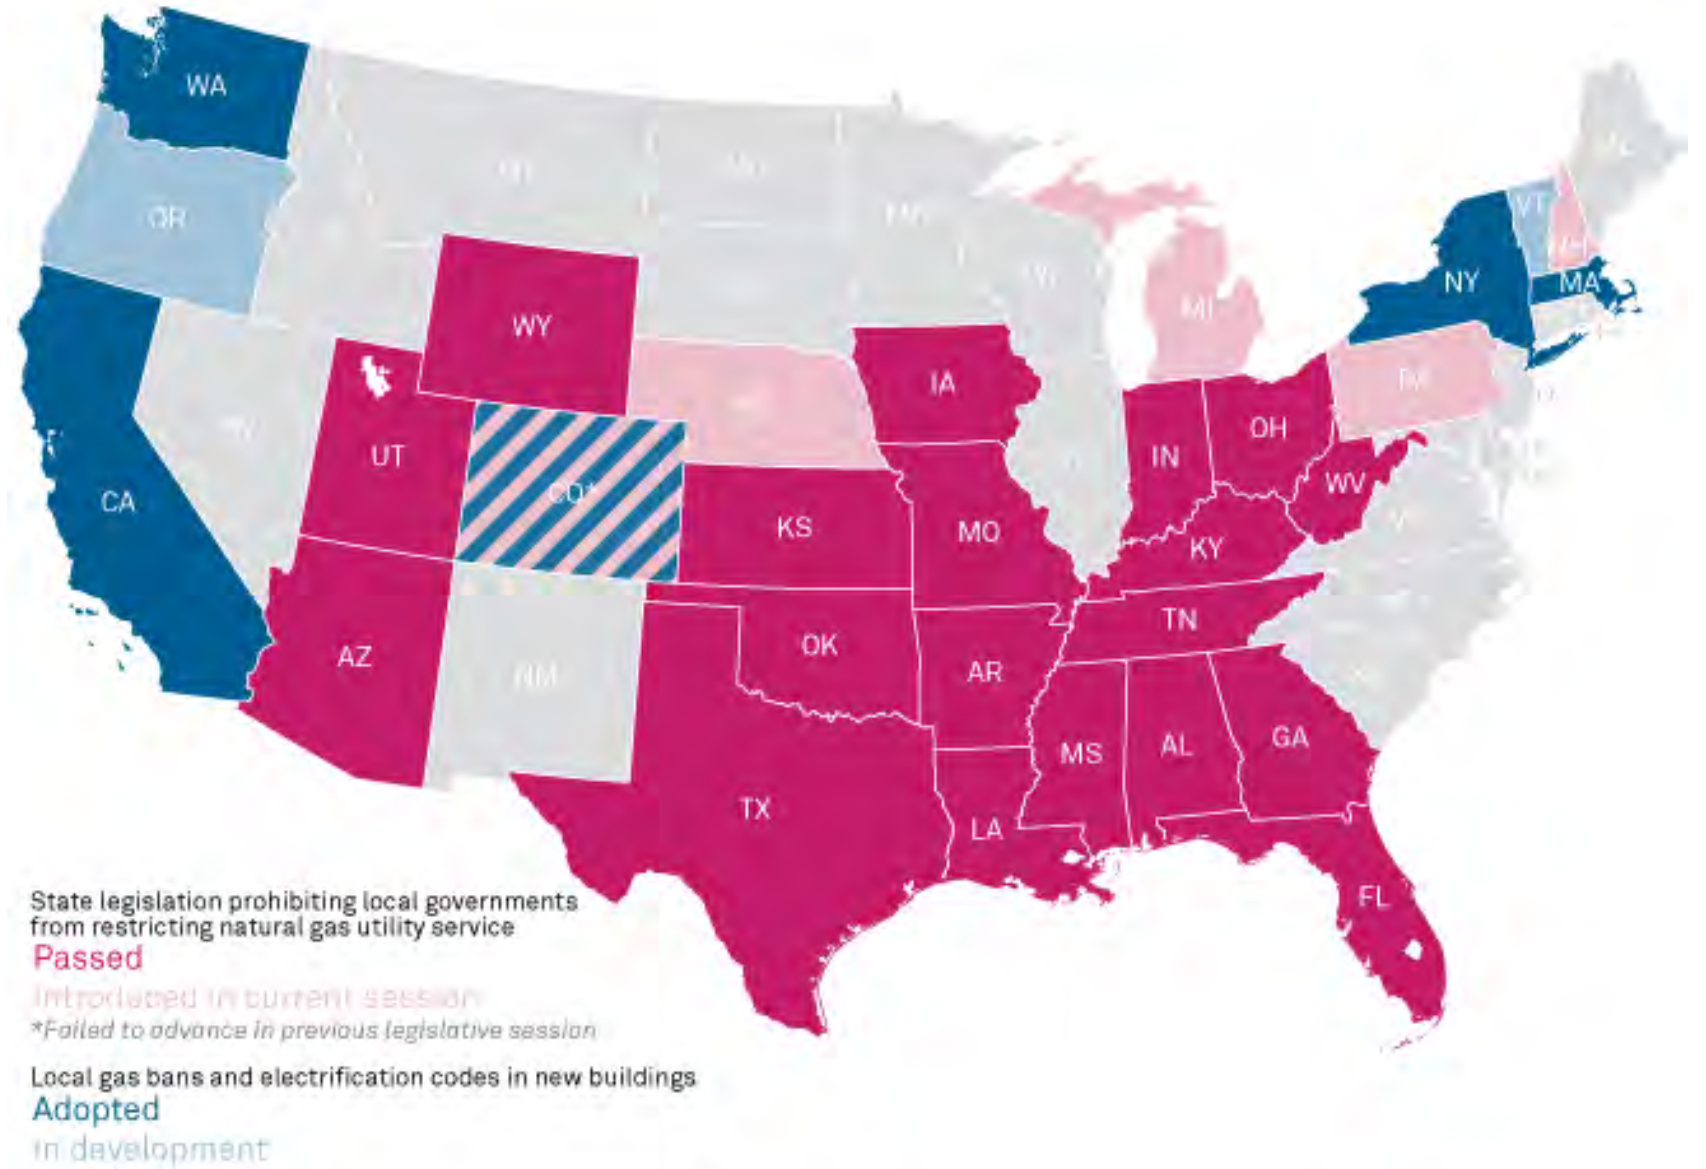 WA
OR
VT
NH
NY
MA
WY
MI
IA
PA
OH
UT
IN
WV
CO*
CA
KS
MO
KY
TN
OK
AZ
AR
NM
GA
AL
MS
TX
LA
FL
State legislation prohibiting local governments
from restricting natural gas utility service
Passed
Introduced in current session
*Failed to advance in previous legislative session
Local gas bans and electrification codes in new buildings
Adopted
In development